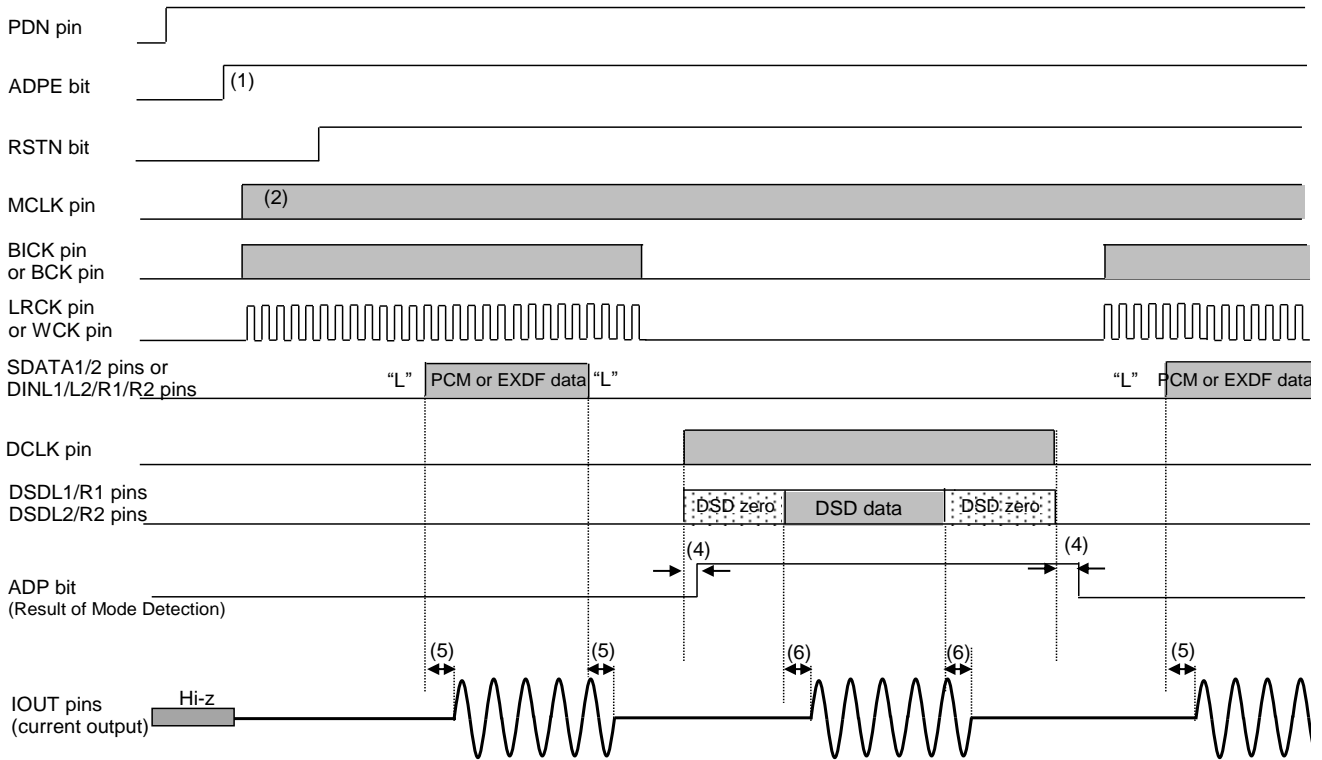 PDN pin
ADPE bit
(1)
RSTN bit
MCLK pin
(2)
BICK pin
or BCK pin
LRCK pin
or WCK pin
SDATA1/2 pins or
DINL1/L2/R1/R2 pins
“L”
PCM or EXDF data
“L”
“L”
PCM or EXDF data
DCLK pin
DSDL1/R1 pins
DSDL2/R2 pins
DSD zero
DSD data
DSD zero
(4)
(4)
ADP bit
(Result of Mode Detection)
(5)
(5)
(6)
(6)
(5)
IOUT pins
(current output)
Hi-z